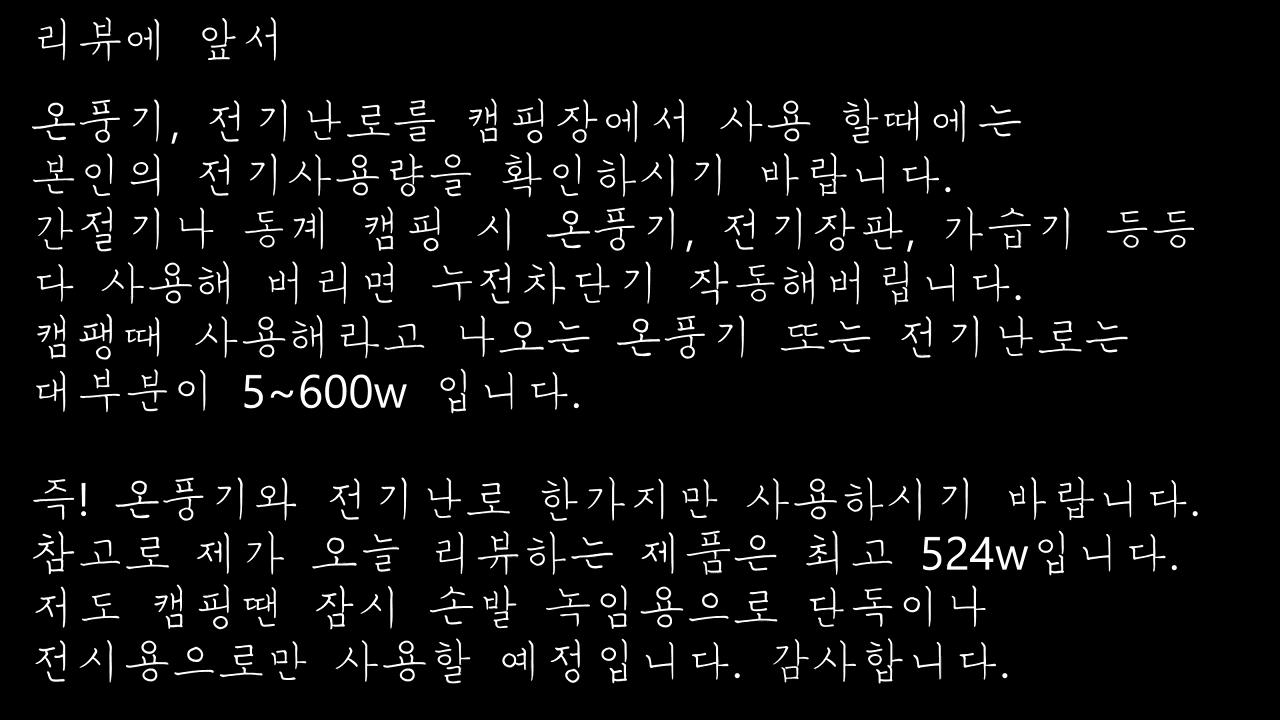 리뷰에 앞서
온풍기, 전기난로를 캠핑장에서 사용 할때에는
본인의 전기사용량을 확인하시기 바랍니다.
간절기나 동계 캠핑 시 온풍기, 전기장판, 가습기 등등
다 사용해 버리면 누전차단기 작동해버립니다.
캠팽때 사용해라고 나오는 온풍기 또는 전기난로는
대부분이 5~600w 입니다.
즉! 온풍기와 전기난로 한가지만 사용하시기 바랍니다.
참고로 제가 오늘 리뷰하는 제품은 최고 524w입니다.
저도 캠핑땐 잠시 손발 녹임용으로 단독이나
전시용으로만 사용할 예정입니다. 감사합니다.